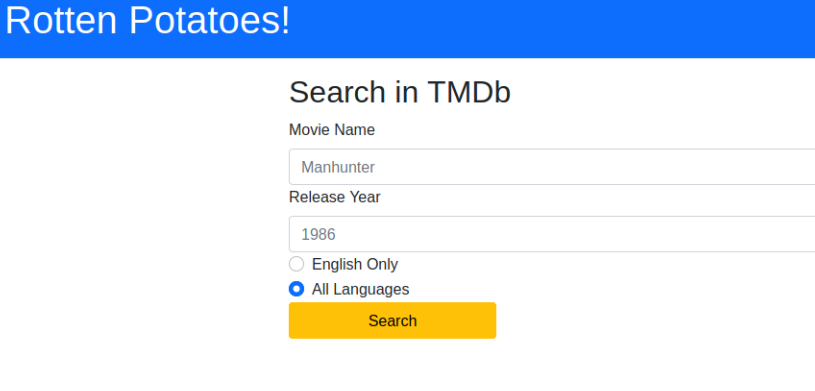 Rotten Potatoes!
Search in TMDb
Movie Name
Manhunter
Release Year
1986
English Only
All Languages
Search